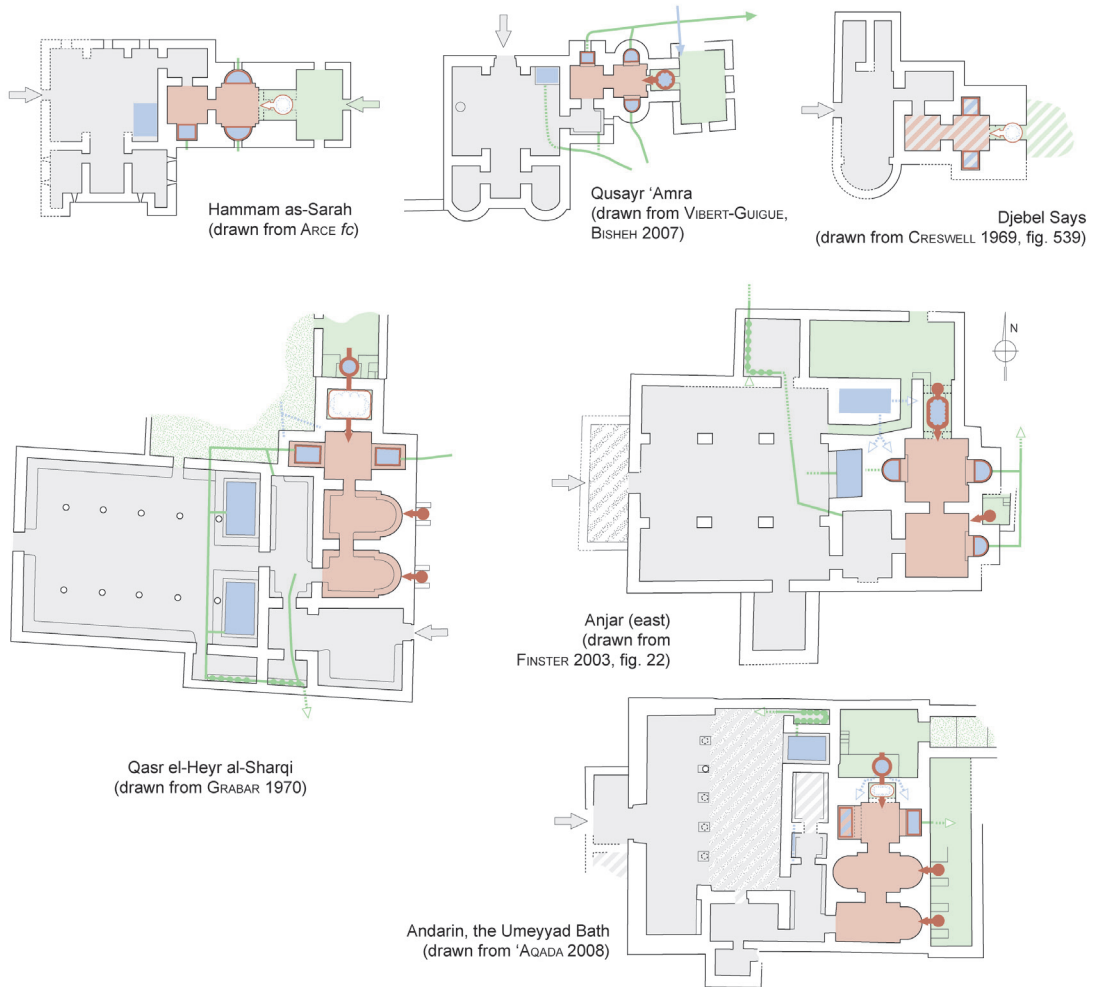 Hammam as-Sarah
(drawn from ARCE fc)
Qusayr ‘Amra
(drawn from VIBERT-GUIGUE,
BISHEH 2007)
Djebel Says
(drawn from CRESWELL 1969, fig. 539)
N
Anjar (east)
(drawn from
FINSTER 2003, fig. 22)
Qasr el-Heyr al-Sharqi
(drawn from GRABAR 1970)
Andarin, the Umeyyad Bath
(drawn from ‘AQADA 2008)